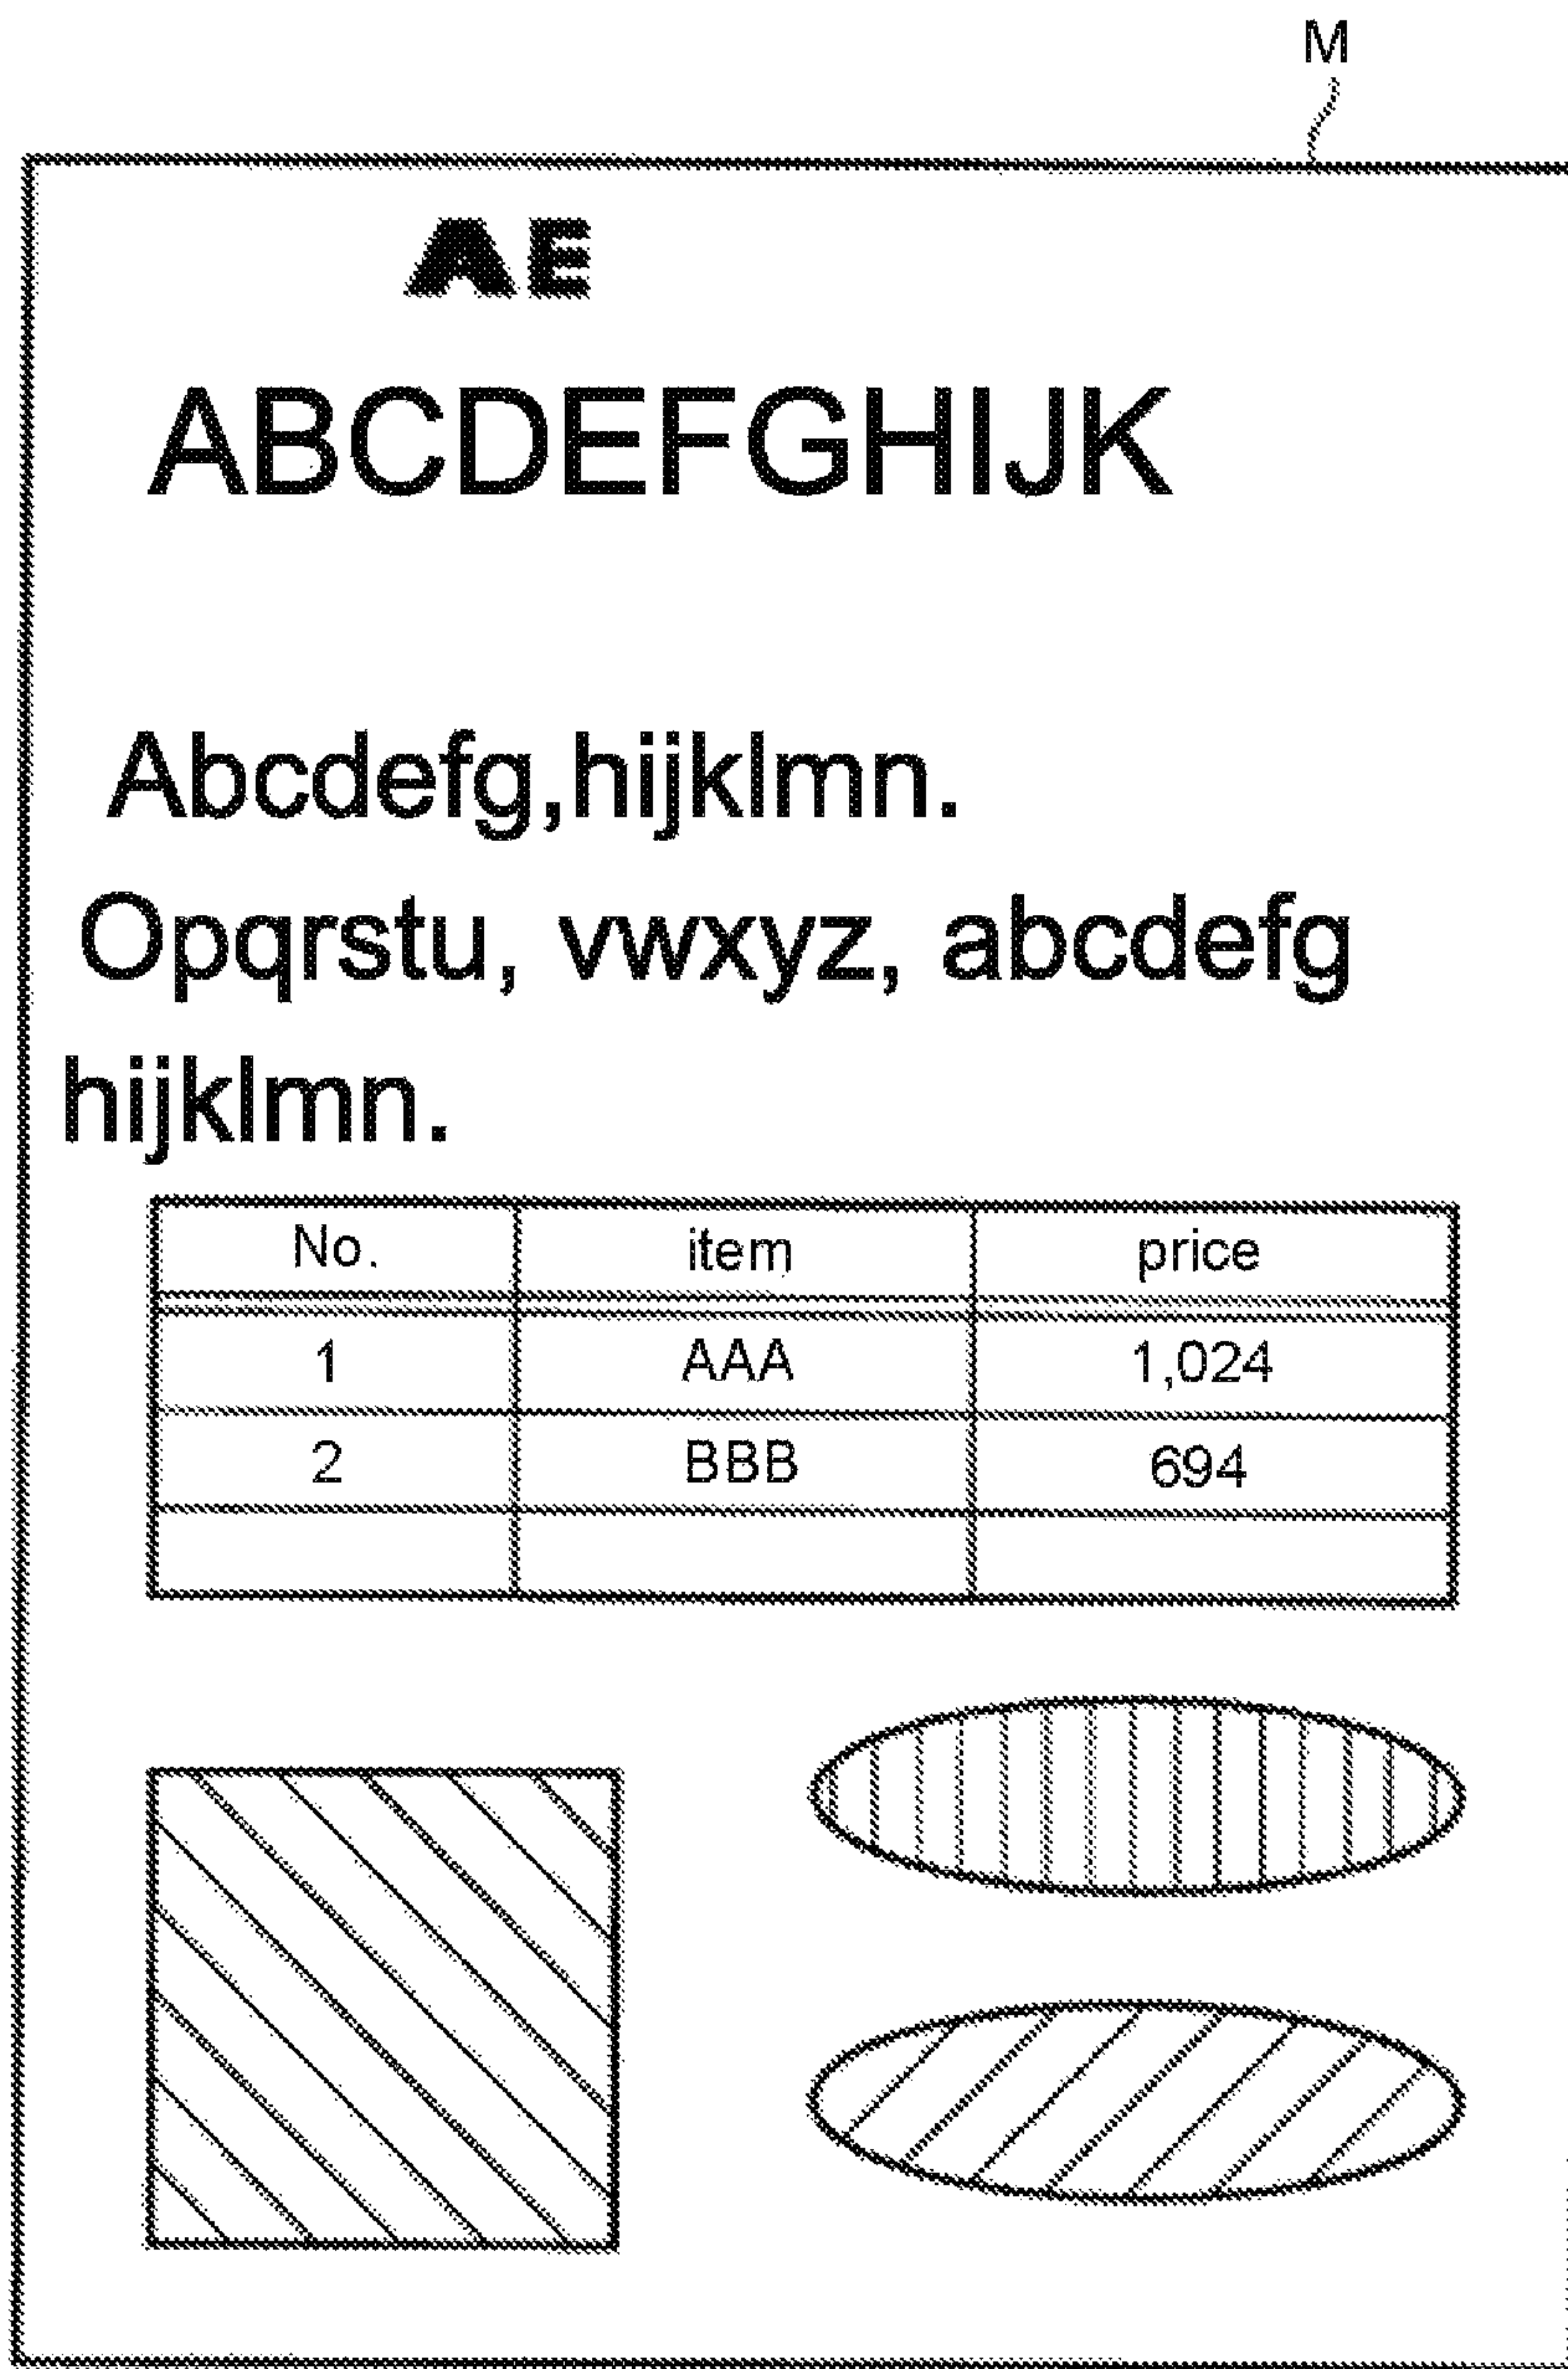 M
AE
ABCDEFGHIJK
Abcdefg,hijklmn.
Opqrstu, vwxyz, abcdefg
hijklmn.
No. item price
1 AAA 1,024
2 BBB 694